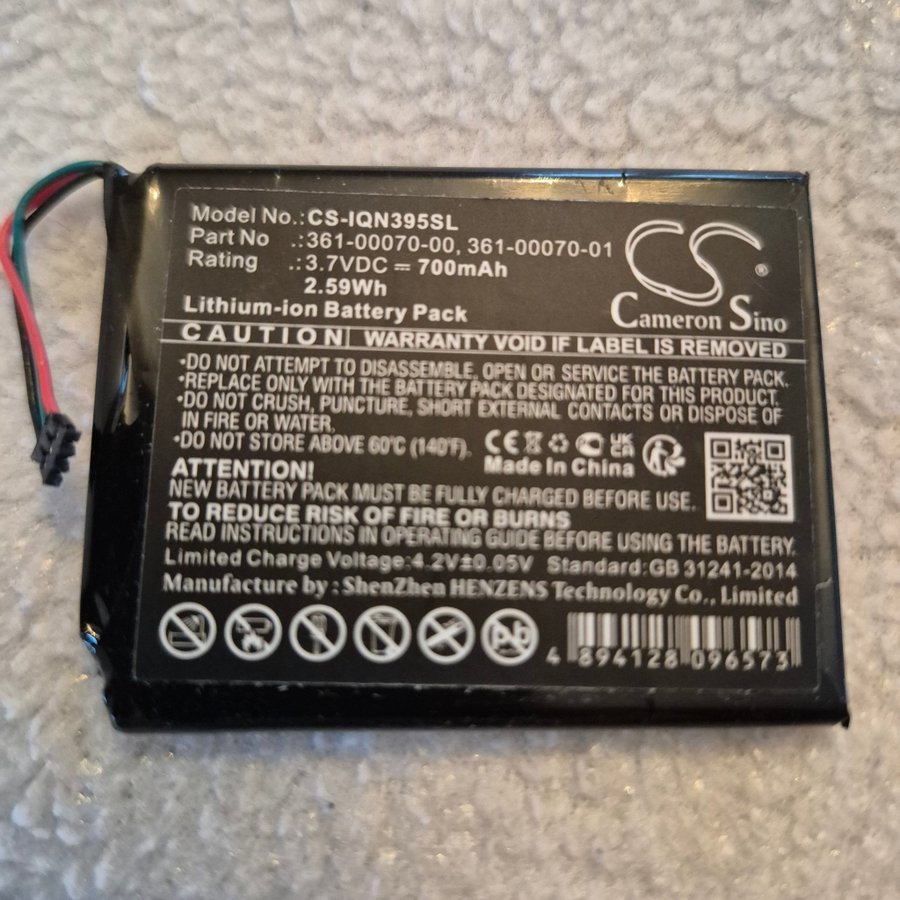 Model No.: CS-IQN395SL
Part No .: 361-00070-00, 361-00070-01
Rating .: 3.7VDC ⎓ 700mAh
2.59Wh
Lithium-ion Battery Pack
CS ®
Cameron Sino
CAUTION | WARRANTY VOID IF LABEL IS REMOVED
•DO NOT ATTEMPT TO DISASSEMBLE, OPEN OR SERVICE THE BATTERY PACK.
•REPLACE ONLY WITH THE BATTERY PACK DESIGNATED FOR THIS PRODUCT.
•DO NOT CRUSH, PUNCTURE, SHORT EXTERNAL CONTACTS OR DISPOSE OF
IN FIRE OR WATER.
•DO NOT STORE ABOVE 60℃ (140℉).
CE UKCA
Made In China
ATTENTION!
NEW BATTERY PACK MUST BE FULLY CHARGED BEFORE USE.
TO REDUCE RISK OF FIRE OR BURNS
READ INSTRUCTIONS IN OPERATING GUIDE BEFORE USING THE BATTERY.
Limited Charge Voltage:4.2V±0.05V Standard:GB 31241-2014
Manufacture by : ShenZhen HENZENS Technology Co., Limited
Pb
4 894128 096573